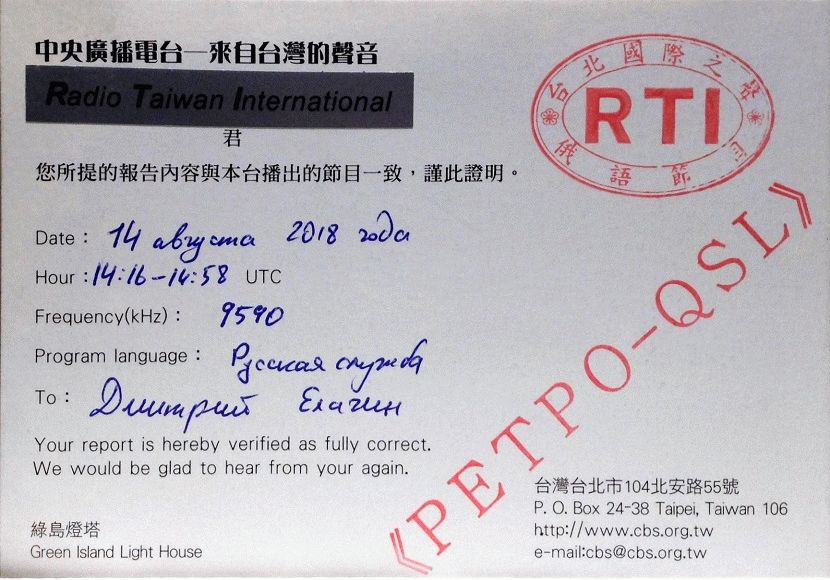 中央廣播電台—來自台灣的聲音
Radio Taiwan International
台北國際之聲
RTI
俄語節目
君
您所提的報告內容與本台播出的節目一致，謹此證明。
Date： 14 августа 2018 года
Hour：14:16-14:58 UTC
Frequency(kHz)： 9590
Program language： Русская служба
To： Дмитрий Елагин
Your report is hereby verified as fully correct.
We would be glad to hear from your again.
《РЕТРО-QSL》
綠島燈塔
Green Island Light House
台灣台北市104北安路55號
P. O. Box 24-38 Taipei, Taiwan 106
http://www.cbs.org.tw
e-mail:cbs@cbs.org.tw